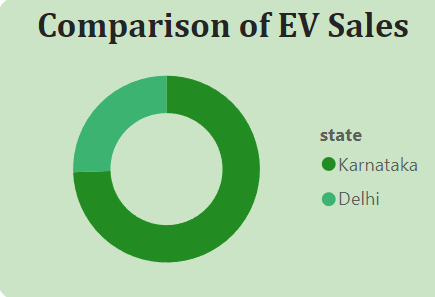 Comparison of EV Sales
state
Karnataka
Delhi